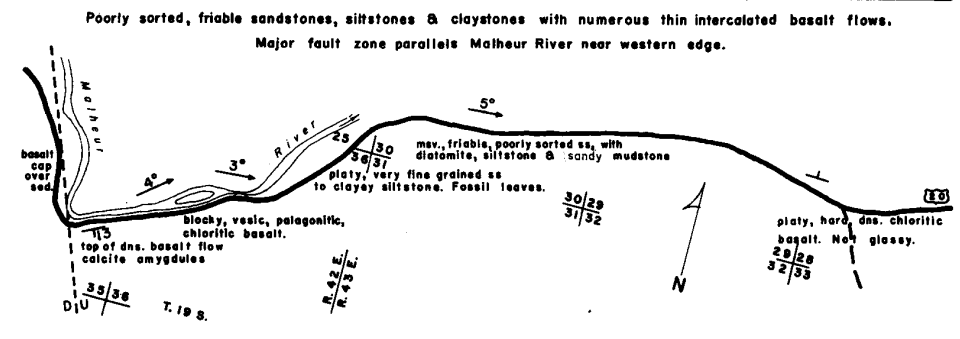 Poorly sorted, friable sandstones, siltstones & claystones with numerous thin intercalated basalt flows.
Major fault zone parallels Malheur River near western edge.
Malheur
River
5°
25
30
36
31
msv., friable, poorly sorted ss, with
diatomite, siltstone & sandy mudstone
basalt
cap
over
sed.
4°
3°
platy, very fine grained ss
to clayey siltstone. Fossil leaves.
30 29
31 32
20
blocky, vesic, palagonitic,
chloritic basalt.
platy, hard, dns. chloritic
basalt. Not glassy.
top of dns. basalt flow
calcite amygdules
29 28
32 33
R. 42 E.
R. 43 E.
N
35 36
D U
T. 19 S.